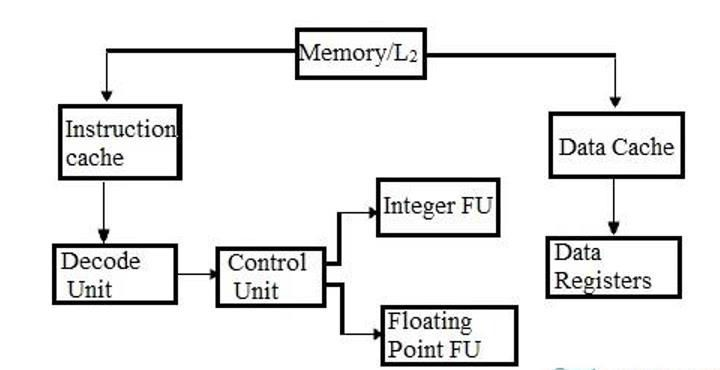 Memory/L2
Instruction
cache
Data Cache
Integer FU
Decode
Unit
Control
Unit
Data
Registers
Floating
Point FU